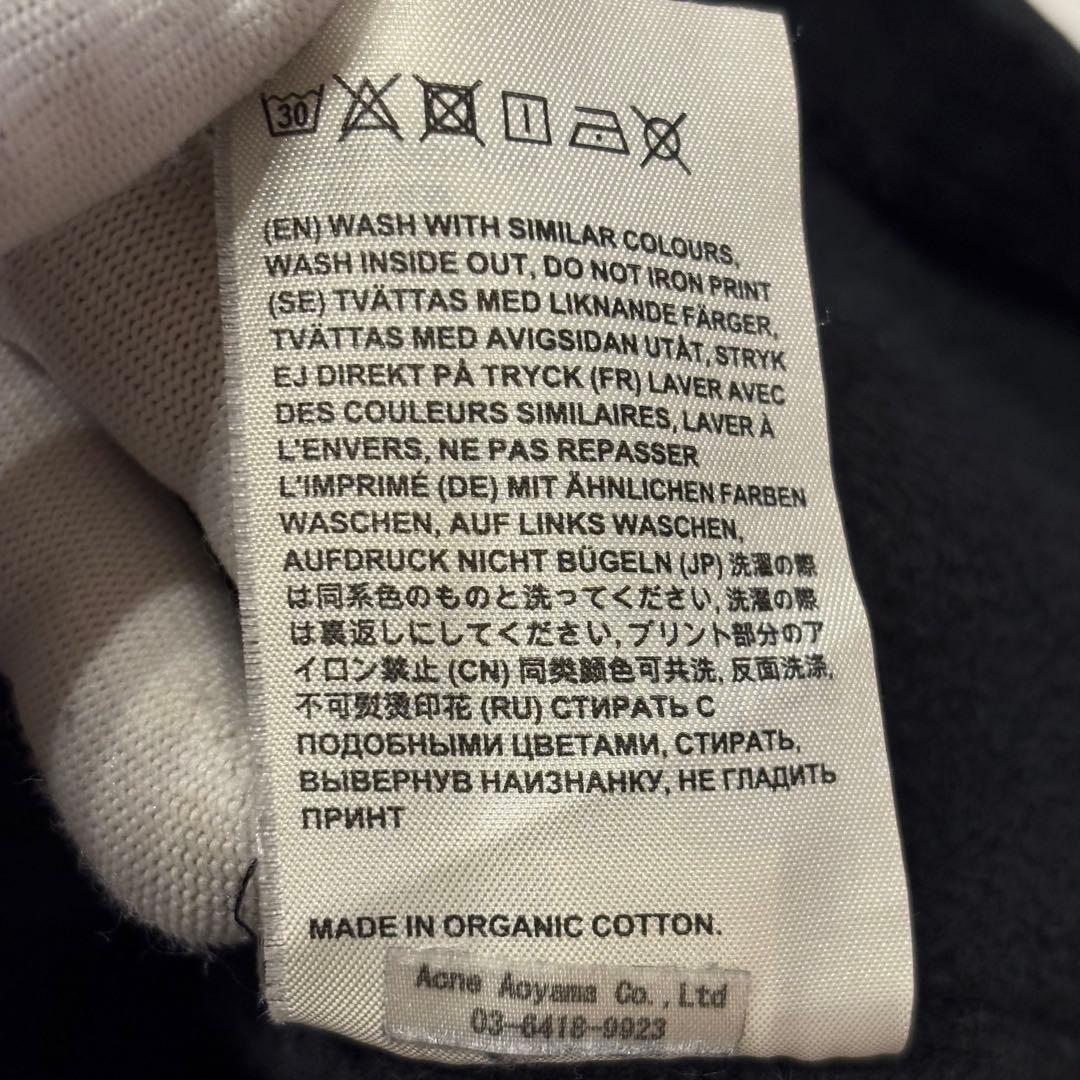 30
(EN) WASH WITH SIMILAR COLOURS,
WASH INSIDE OUT, DO NOT IRON PRINT
(SE) TVÄTTAS MED LIKNANDE FÄRGER,
TVÄTTAS MED AVIGSIDAN UTÅT, STRYK
EJ DIREKT PÅ TRYCK (FR) LAVER AVEC
DES COULEURS SIMILAIRES, LAVER À
L'ENVERS, NE PAS REPASSER
L'IMPRIMÉ (DE) MIT ÄHNLICHEN FARBEN
WASCHEN, AUF LINKS WASCHEN,
AUFDRUCK NICHT BÜGELN (JP) 洗濯の際
は同系色のものと洗ってください, 洗濯の際
は裏返しにしてください, プリント部分のア
イロン禁止 (CN) 同类颜色可共洗, 反面洗涤,
不可熨烫印花 (RU) СТИРАТЬ С
ПОДОБНЫМИ ЦВЕТАМИ, СТИРАТЬ,
ВЫВЕРНУВ НАИЗНАНКУ, НЕ ГЛАДИТЬ
ПРИНТ
MADE IN ORGANIC COTTON.
Acne Aoyama Co.,Ltd
03-6418-9923